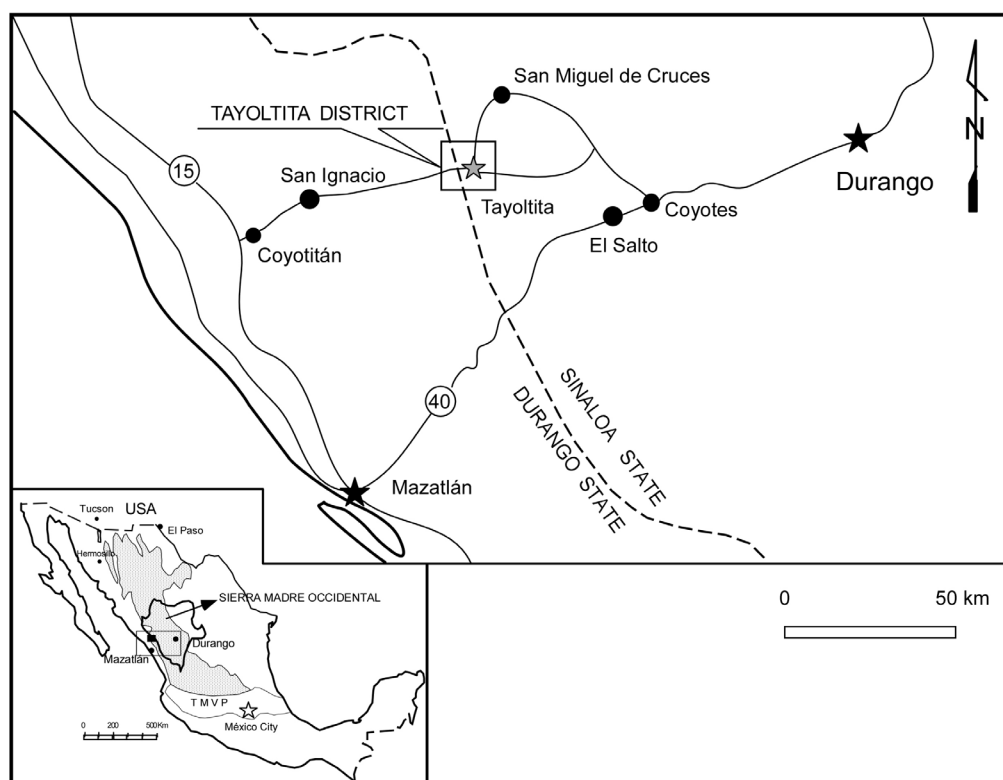 San Miguel de Cruces
TAYOLTITA DISTRICT
N
15
San Ignacio
Durango
Tayoltita
Coyotes
El Salto
Coyotitán
40
SINALOA STATE
DURANGO STATE
Mazatlán
Tucson
USA
El Paso
Hermosillo
SIERRA MADRE OCCIDENTAL
Durango
Mazatlán
T M V P
México City
0 200 500Km
0 50 km